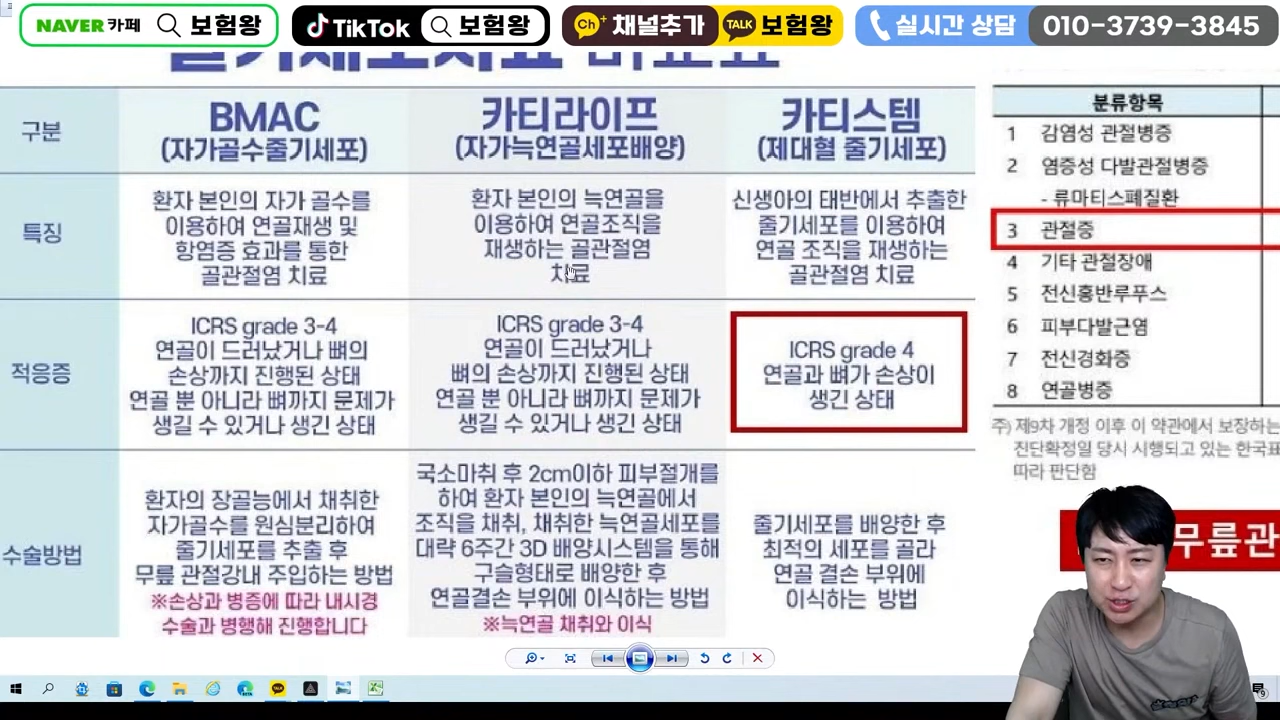 NAVER 카페 보험왕
TikTok 보험왕
Ch+ 채널추가 TALK 보험왕
실시간 상담 010-3739-3845
구분
BMAC
(자가골수줄기세포)
카티라이프
(자가늑연골세포배양)
카티스템
(제대혈 줄기세포)
특징
환자 본인의 자가 골수를
이용하여 연골재생 및
항염증 효과를 통한
골관절염 치료
환자 본인의 늑연골을
이용하여 연골조직을
재생하는 골관절염
치료
신생아의 태반에서 추출한
줄기세포를 이용하여
연골 조직을 재생하는
골관절염 치료
적응증
ICRS grade 3-4
연골이 드러났거나 뼈의
손상까지 진행된 상태
연골 뿐 아니라 뼈까지 문제가
생길 수 있거나 생긴 상태
ICRS grade 3-4
연골이 드러났거나
뼈의 손상까지 진행된 상태
연골 뿐 아니라 뼈까지 문제가
생길 수 있거나 생긴 상태
ICRS grade 4
연골과 뼈가 손상이
생긴 상태
수술방법
환자의 장골능에서 채취한
자가골수를 원심분리하여
줄기세포를 추출 후
무릎 관절강내 주입하는 방법
※손상과 병증에 따라 내시경
수술과 병행해 진행합니다
국소마취 후 2cm이하 피부절개를
하여 환자 본인의 늑연골에서
조직을 채취, 채취한 늑연골세포를
대략 6주간 3D 배양시스템을 통해
구슬형태로 배양한 후
연골결손 부위에 이식하는 방법
※늑연골 채취와 이식
줄기세포를 배양한 후
최적의 세포를 골라
연골 결손 부위에
이식하는 방법
분류항목
1 감염성 관절병증
2 염증성 다발관절병증
- 류마티스폐질환
3 관절증
4 기타 관절장애
5 전신홍반루푸스
6 피부다발근염
7 전신경화증
8 연골병증
주) 제9차 개정 이후 이 약관에서 보장하는
진단확정일 당시 시행되고 있는 한국표
따라 판단함
무릎관